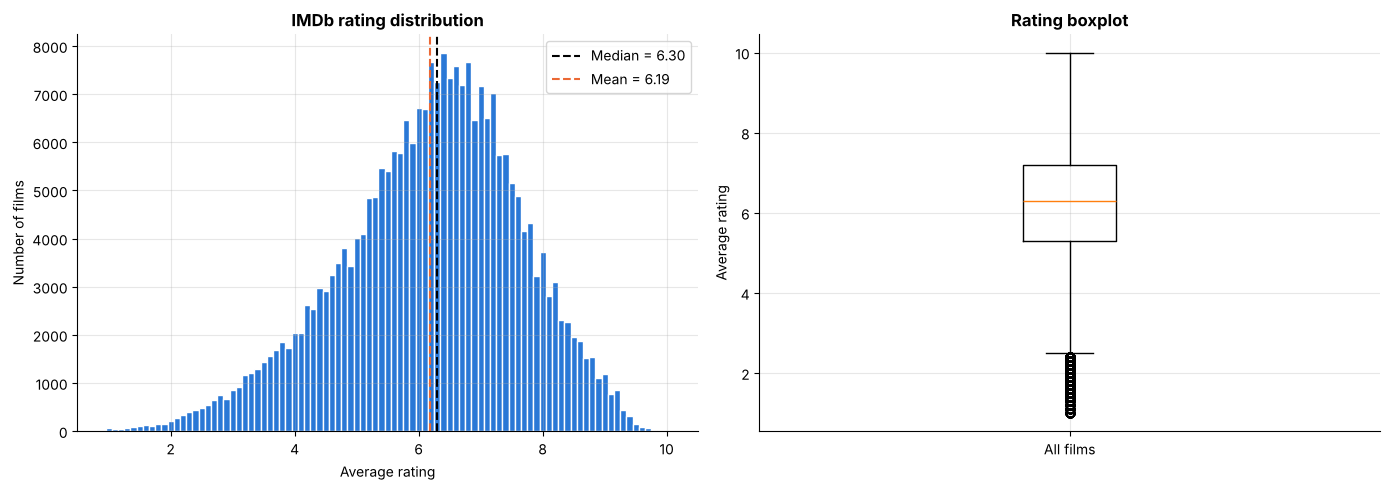 IMDb rating distribution
Number of films
8000
7000
6000
5000
4000
3000
2000
1000
0
Median = 6.30
Mean = 6.19
2
4
6
8
10
Average rating
Rating boxplot
Average rating
10
8
6
4
2
All films